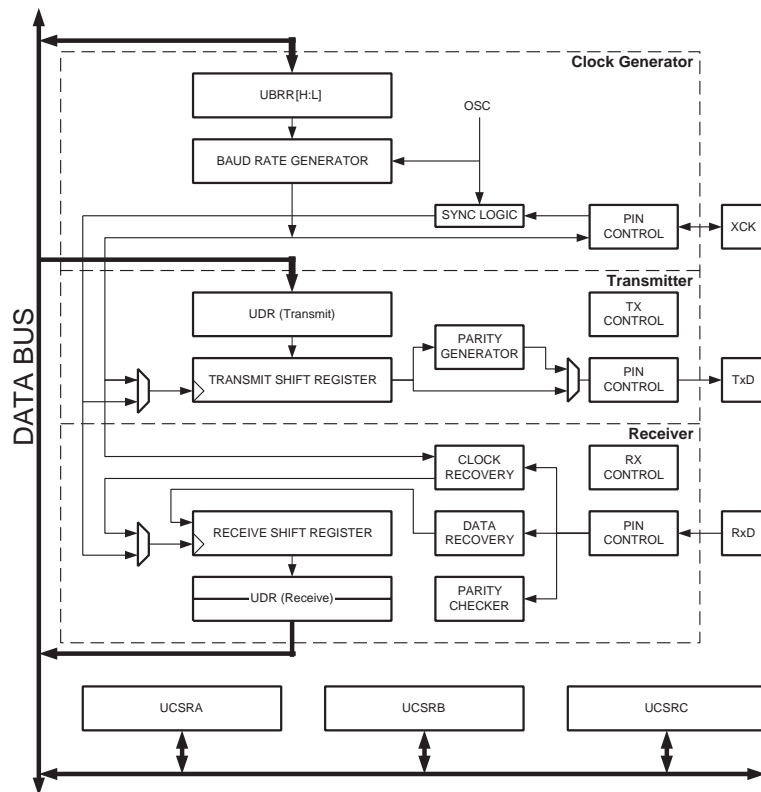 Clock Generator
UBRR[H:L]
OSC
BAUD RATE GENERATOR
SYNC LOGIC
PIN
CONTROL
XCK
DATA BUS
Transmitter
UDR (Transmit)
TX
CONTROL
PARITY
GENERATOR
TRANSMIT SHIFT REGISTER
PIN
CONTROL
TxD
Receiver
CLOCK
RECOVERY
RX
CONTROL
RECEIVE SHIFT REGISTER
DATA
RECOVERY
PIN
CONTROL
RxD
UDR (Receive)
PARITY
CHECKER
UCSRA
UCSRB
UCSRC